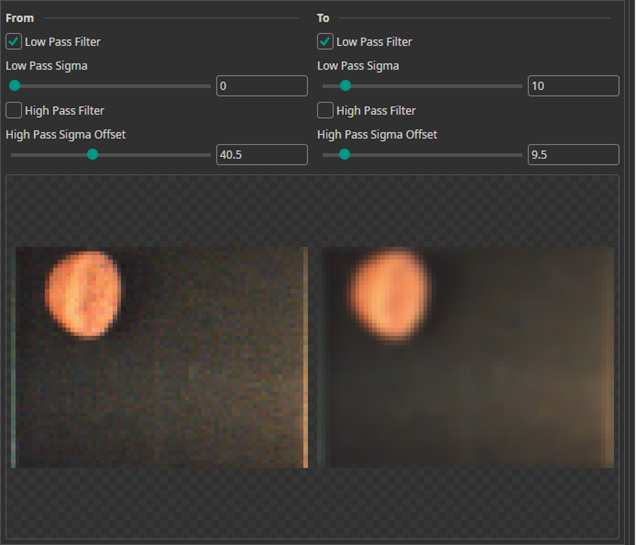 From To
Low Pass Filter Low Pass Filter
Low Pass Sigma Low Pass Sigma
0 10
High Pass Filter High Pass Filter
High Pass Sigma Offset High Pass Sigma Offset
40.5 9.5